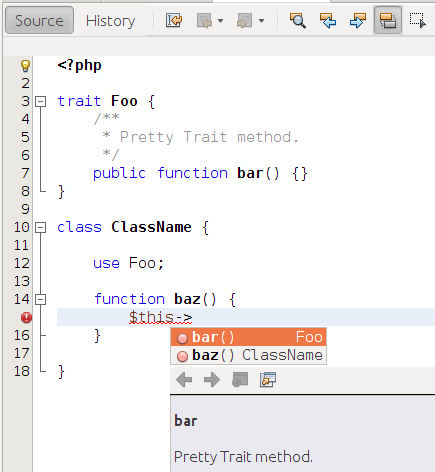 Source History
1 <?php
2
3 trait Foo {
4 /**
5 * Pretty Trait method.
6 */
7 public function bar() {}
8 }
9
10 class ClassName {
11
12 use Foo;
13
14 function baz() {
$this->
16 }
17
18 }
bar() Foo
baz() ClassName
bar
Pretty Trait method.